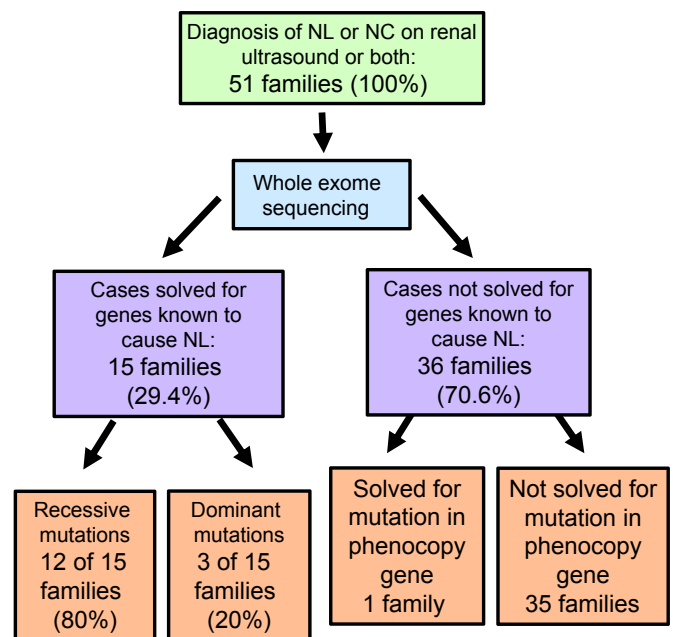 Diagnosis of NL or NC on renal
ultrasound or both:
51 families (100%)
Whole exome
sequencing
Cases solved for
genes known to
cause NL:
15 families
(29.4%)
Cases not solved for
genes known to
cause NL:
36 families
(70.6%)
Recessive
mutations
12 of 15
families
(80%)
Dominant
mutations
3 of 15
families
(20%)
Solved for
mutation in
phenocopy
gene
1 family
Not solved for
mutation in
phenocopy
gene
35 families